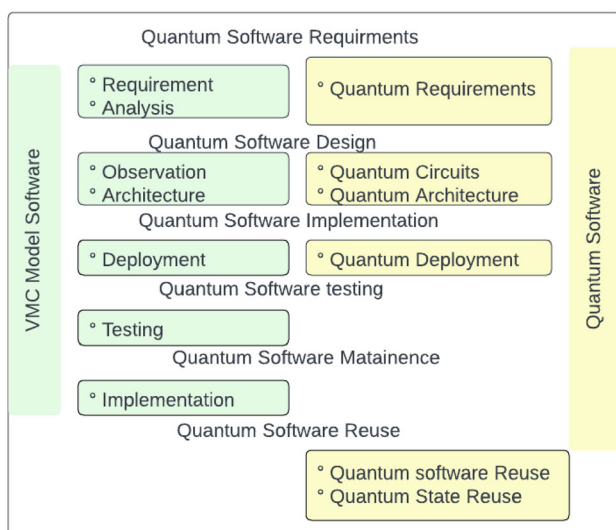 Quantum Software Requirments
VMC Model Software
° Requirement
° Analysis
° Quantum Requirements
Quantum Software
Quantum Software Design
° Observation
° Architecture
° Quantum Circuits
° Quantum Architecture
Quantum Software Implementation
° Deployment
° Quantum Deployment
Quantum Software testing
° Testing
Quantum Software Matainence
° Implementation
Quantum Software Reuse
° Quantum software Reuse
° Quantum State Reuse